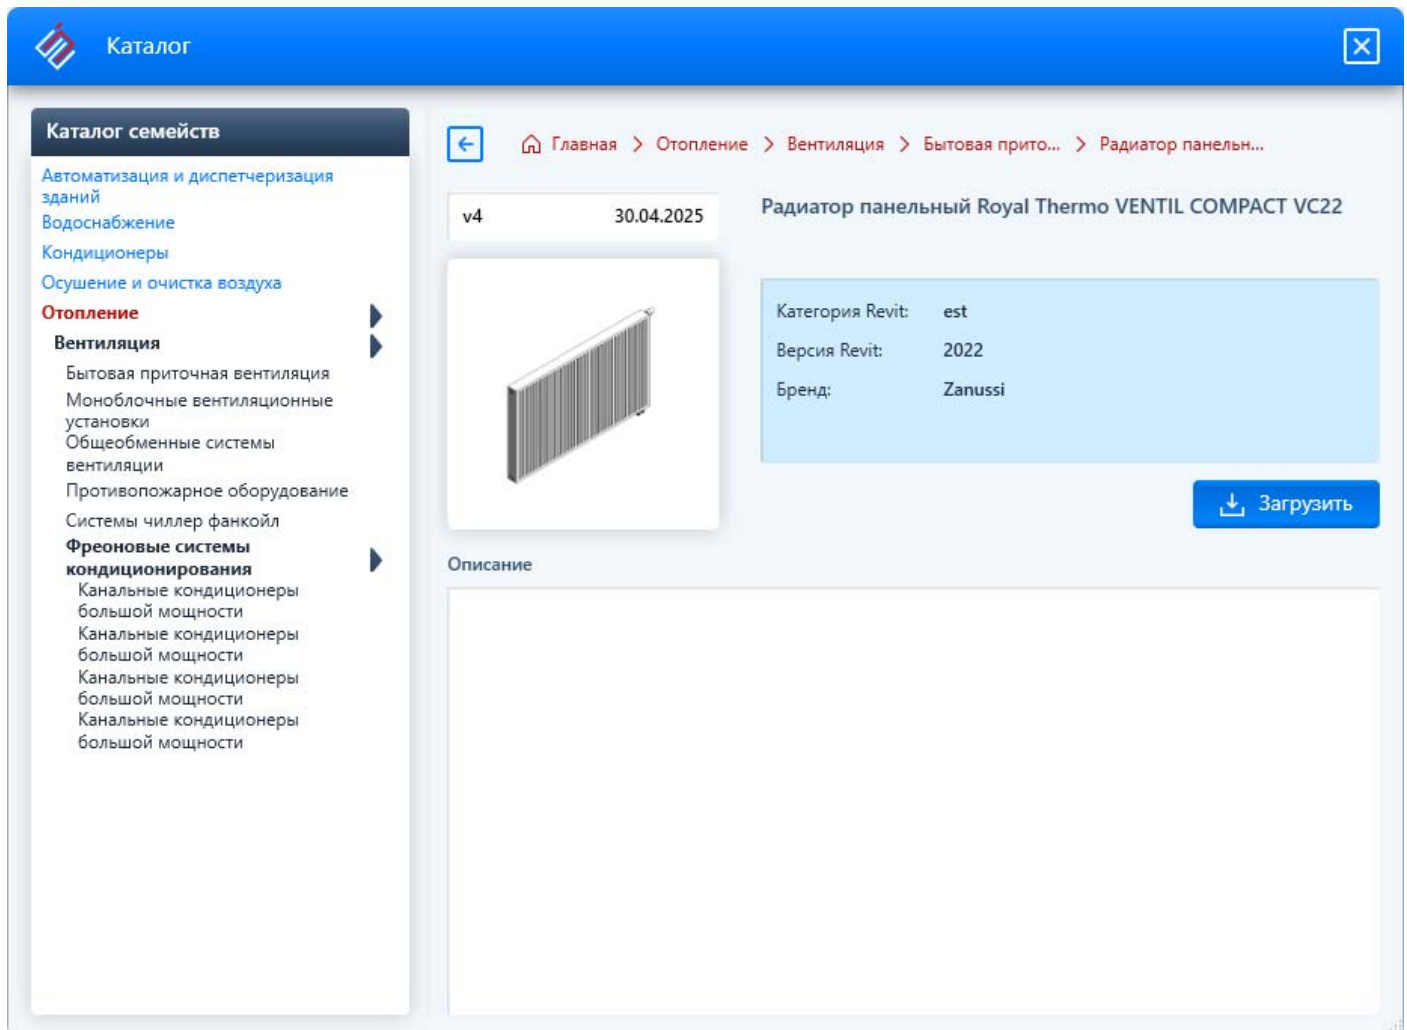 Каталог
Каталог семейств
Автоматизация и диспетчеризация
зданий
Водоснабжение
Кондиционеры
Осушение и очистка воздуха
Отопление
Вентиляция
Бытовая приточная вентиляция
Моноблочные вентиляционные
установки
Общеобменные системы
вентиляции
Противопожарное оборудование
Системы чиллер фанкойл
Фреоновые системы
кондиционирования
Канальные кондиционеры
большой мощности
Канальные кондиционеры
большой мощности
Канальные кондиционеры
большой мощности
Канальные кондиционеры
большой мощности
Главная > Отопление > Вентиляция > Бытовая прито... > Радиатор панельн...
v4 30.04.2025
Радиатор панельный Royal Thermo VENTIL COMPACT VC22
Категория Revit: est
Версия Revit: 2022
Бренд: Zanussi
Загрузить
Описание